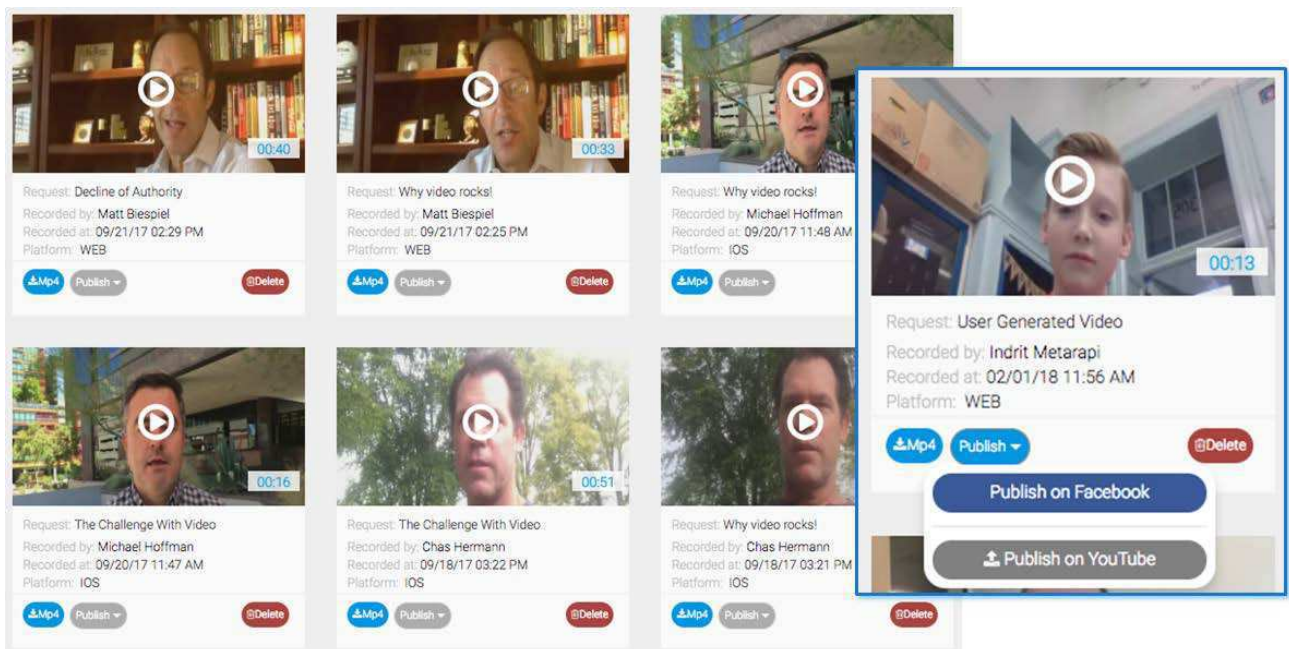 00:40
Request: Decline of Authority
Recorded by: Matt Biespiel
Recorded at: 09/21/17 02:29 PM
Platform: WEB
Mp4 Publish Delete
00:33
Request: Why video rocks!
Recorded by: Matt Biespiel
Recorded at: 09/21/17 02:25 PM
Platform: WEB
Mp4 Publish Delete
Request: Why video rocks!
Recorded by: Michael Hoffman
Recorded at: 09/20/17 11:48 AM
Platform: IOS
Mp4 Publish
00:16
Request: The Challenge With Video
Recorded by: Michael Hoffman
Recorded at: 09/20/17 11:47 AM
Platform: IOS
Mp4 Publish Delete
00:51
Request: The Challenge With Video
Recorded by: Chas Hermann
Recorded at: 09/18/17 03:22 PM
Platform: IOS
Mp4 Publish Delete
Request: Why video rocks!
Recorded by: Chas Hermann
Recorded at: 09/18/17 03:21 PM
Platform: IOS
Mp4 Publish Delete
00:13
Request: User Generated Video
Recorded by: Indrit Metarapi
Recorded at: 02/01/18 11:56 AM
Platform: WEB
Mp4 Publish Delete
Publish on Facebook
Publish on YouTube